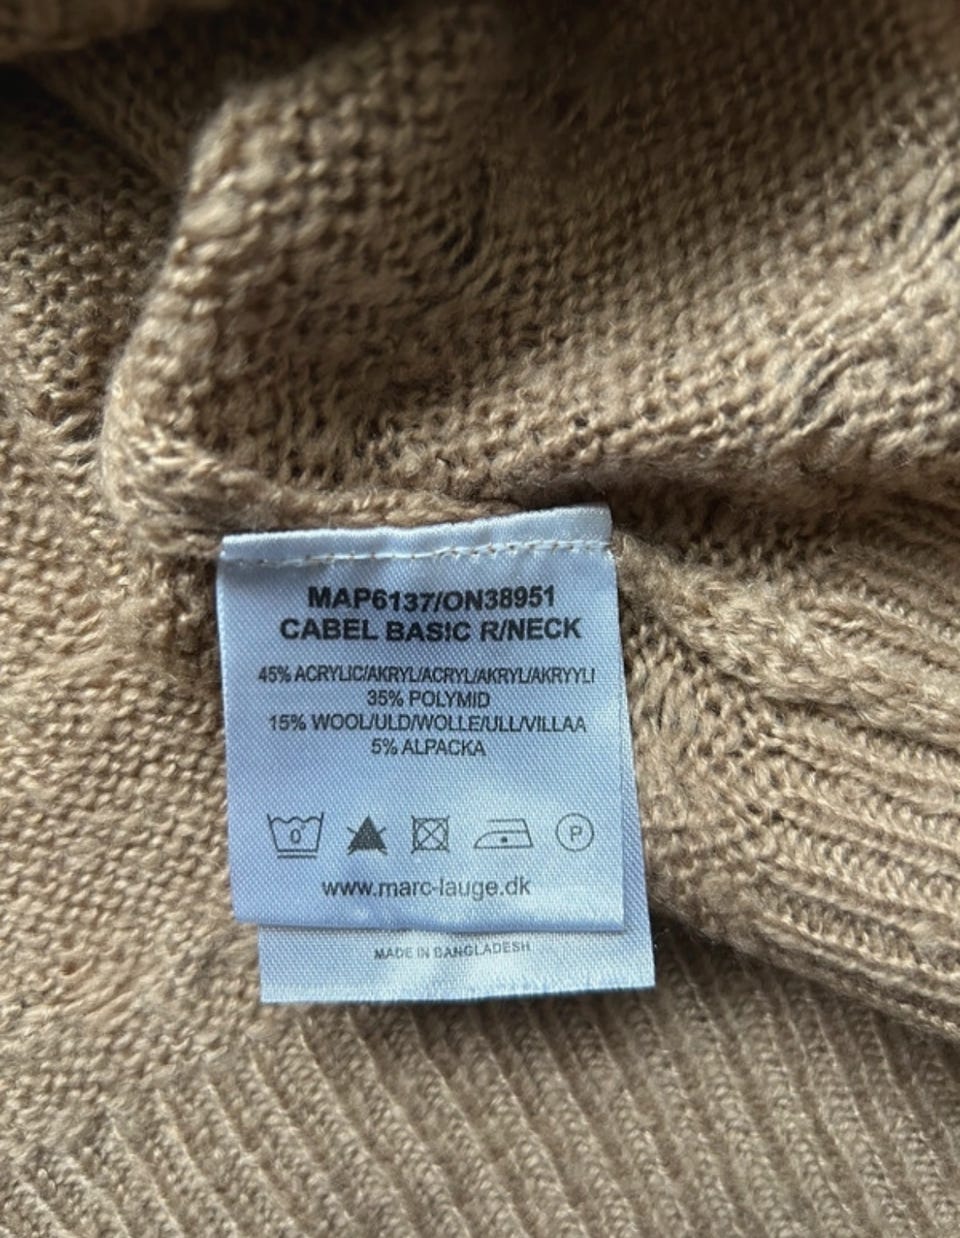 MAP6137/ON38951
CABEL BASIC R/NECK
45% ACRYLIC/AKRYL/ACRYL/AKRYL/AKRYYLI
35% POLYMID
15% WOOL/ULD/WOLLE/ULL/VILLAA
5% ALPACKA
0 P
www.marc-lauge.dk
MADE IN BANGLADESH